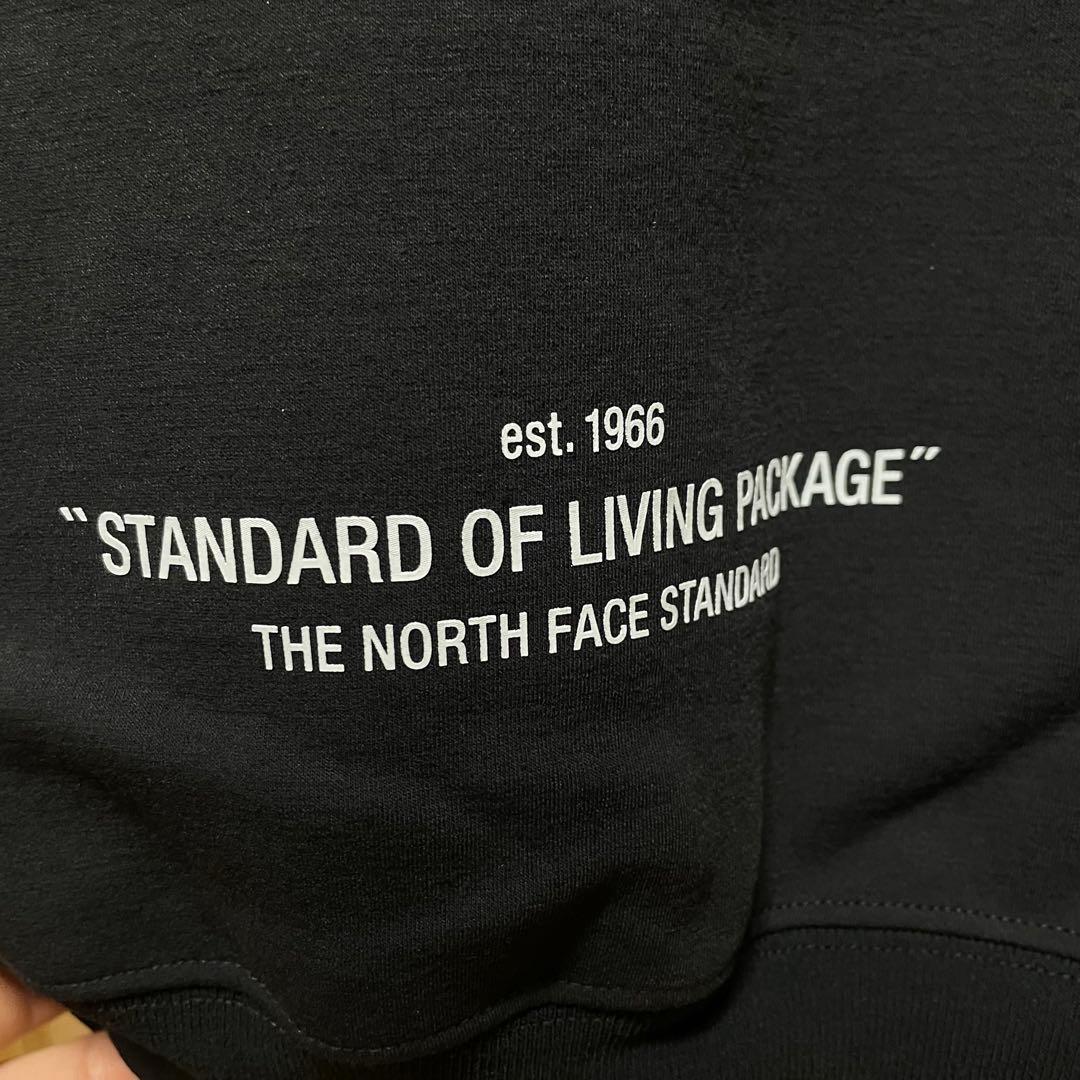 est. 1966
“STANDARD OF LIVING PACKAGE”
THE NORTH FACE STANDARD